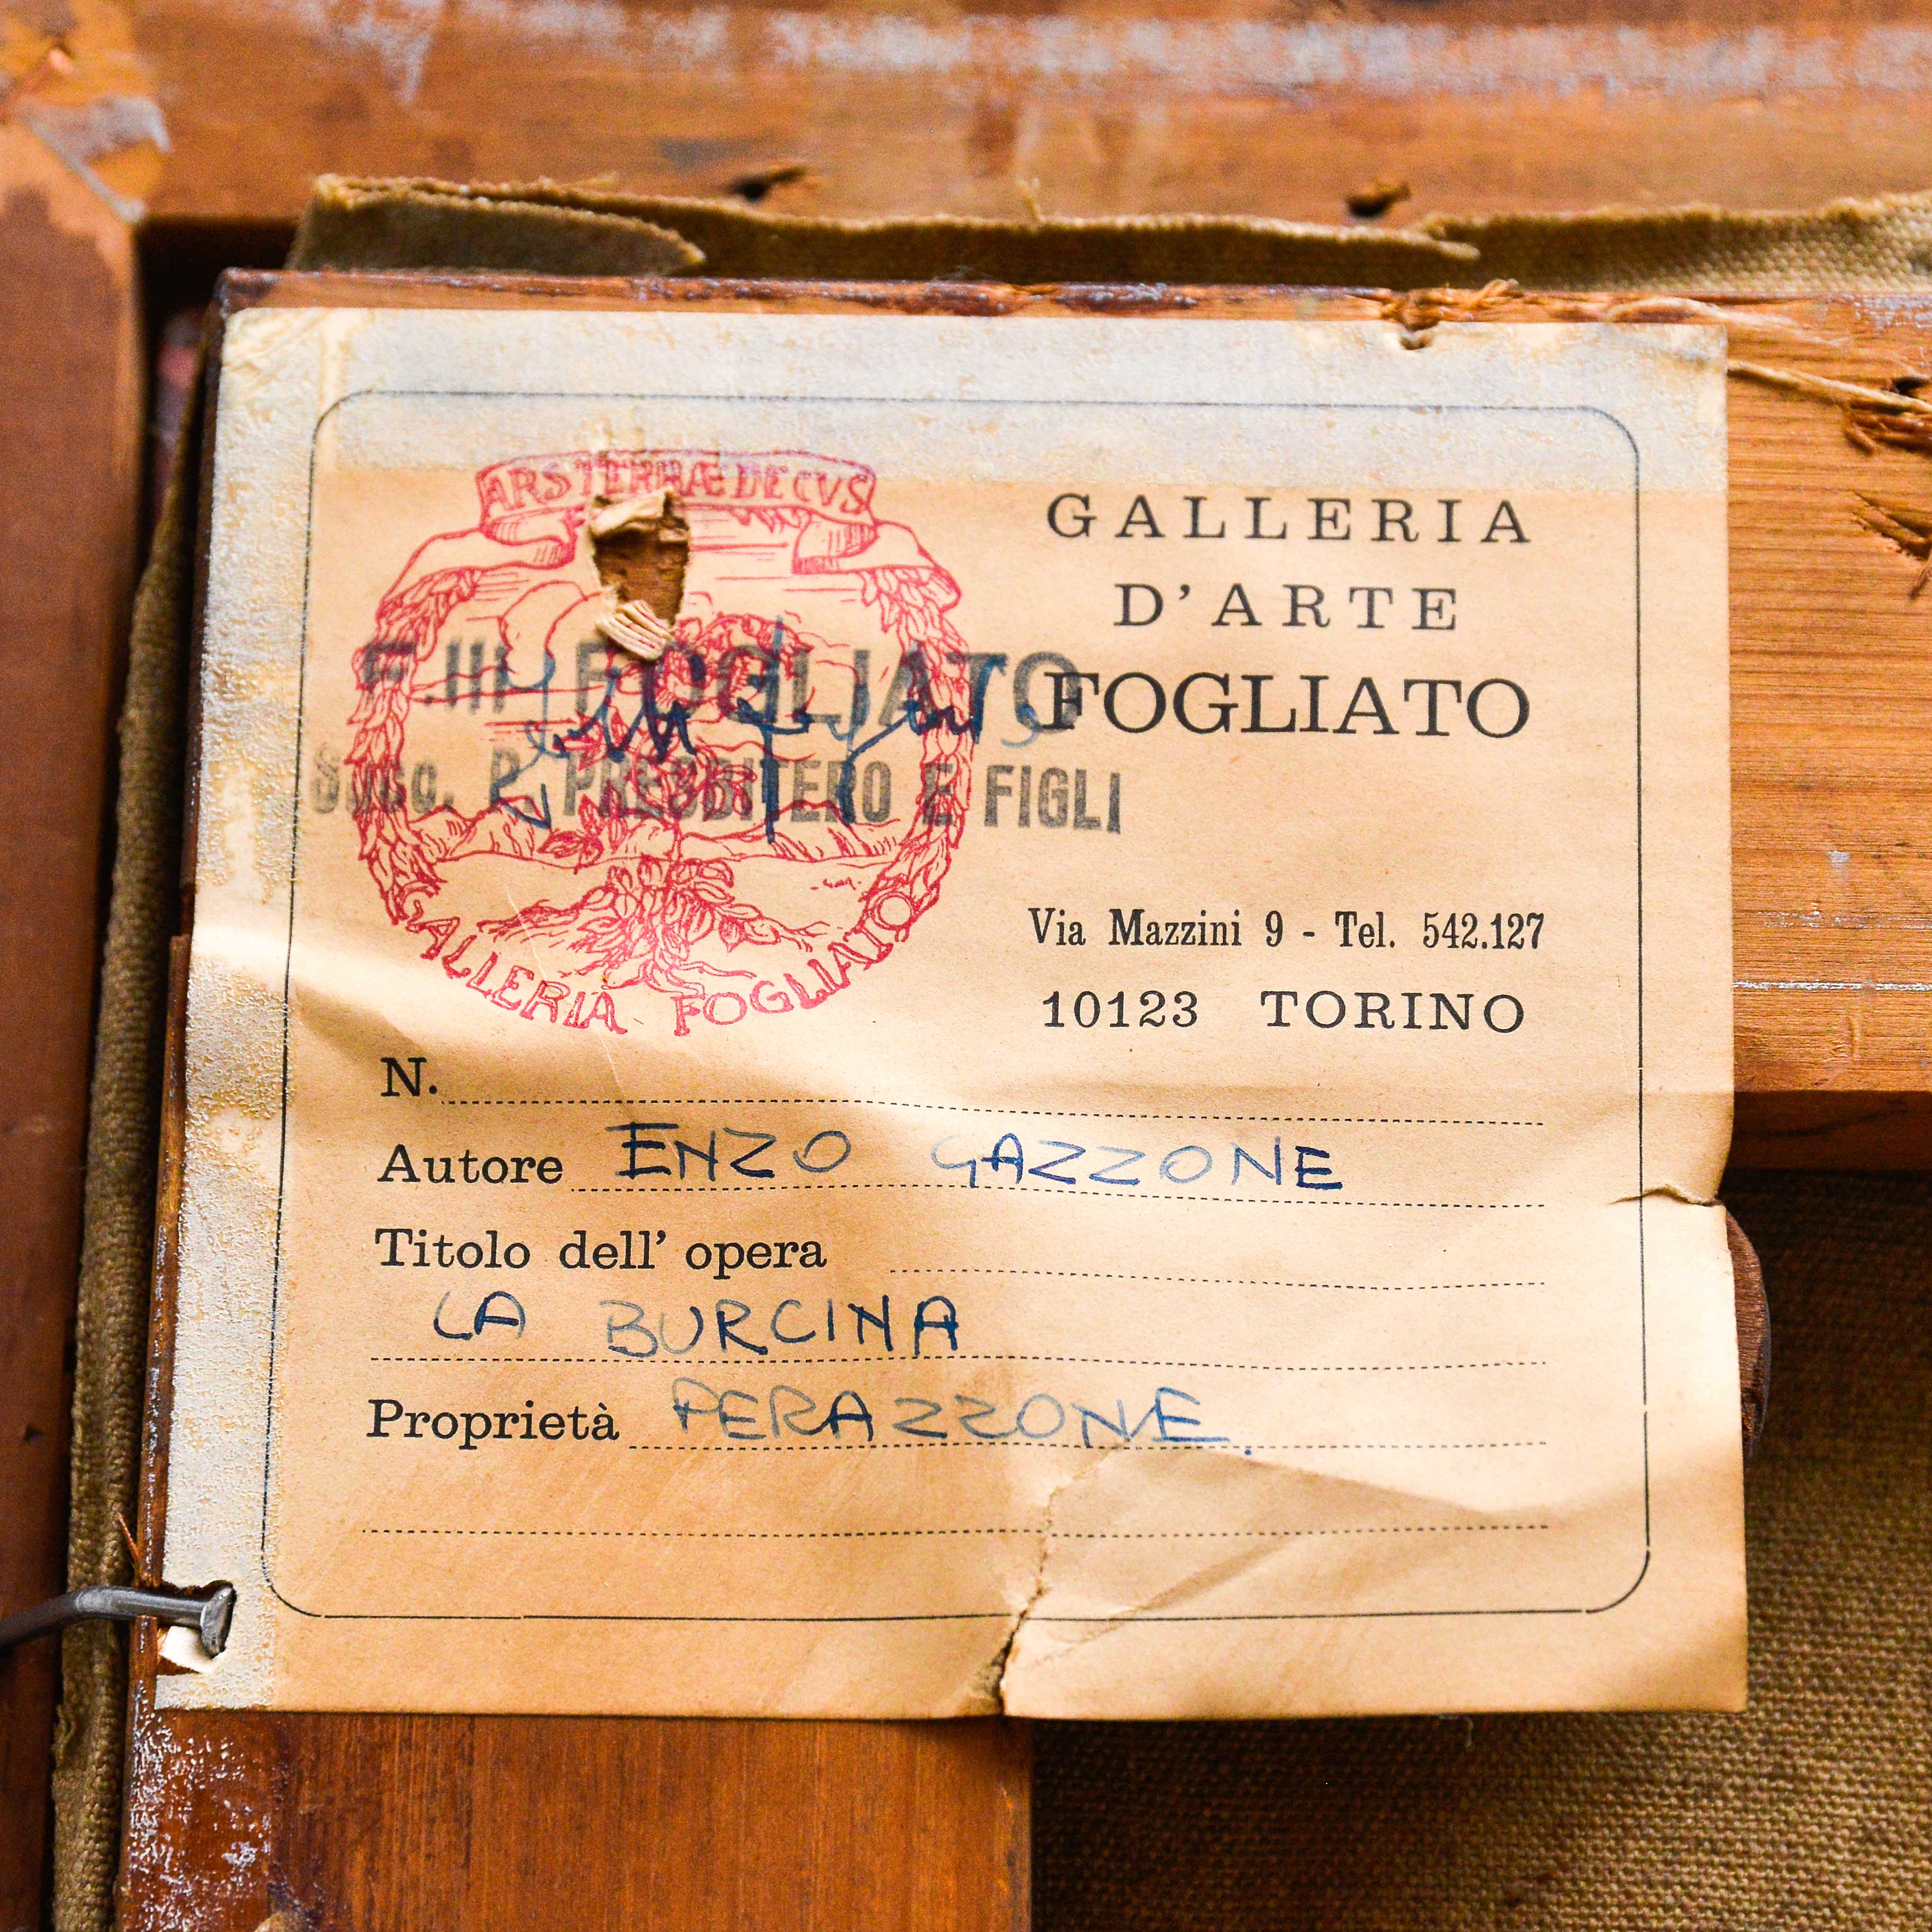 ARS TERRÆ DECVS
GALLERIA
D'ARTE
FOGLIATO
F.lli FOGLIATO
Succ. P. PRESBITERO E FIGLI
GALLERIA FOGLIATO
Via Mazzini 9 - Tel. 542.127
10123 TORINO
N.
Autore ENZO GAZZONE
Titolo dell' opera
LA BURCINA
Proprietà PERAZZONE.